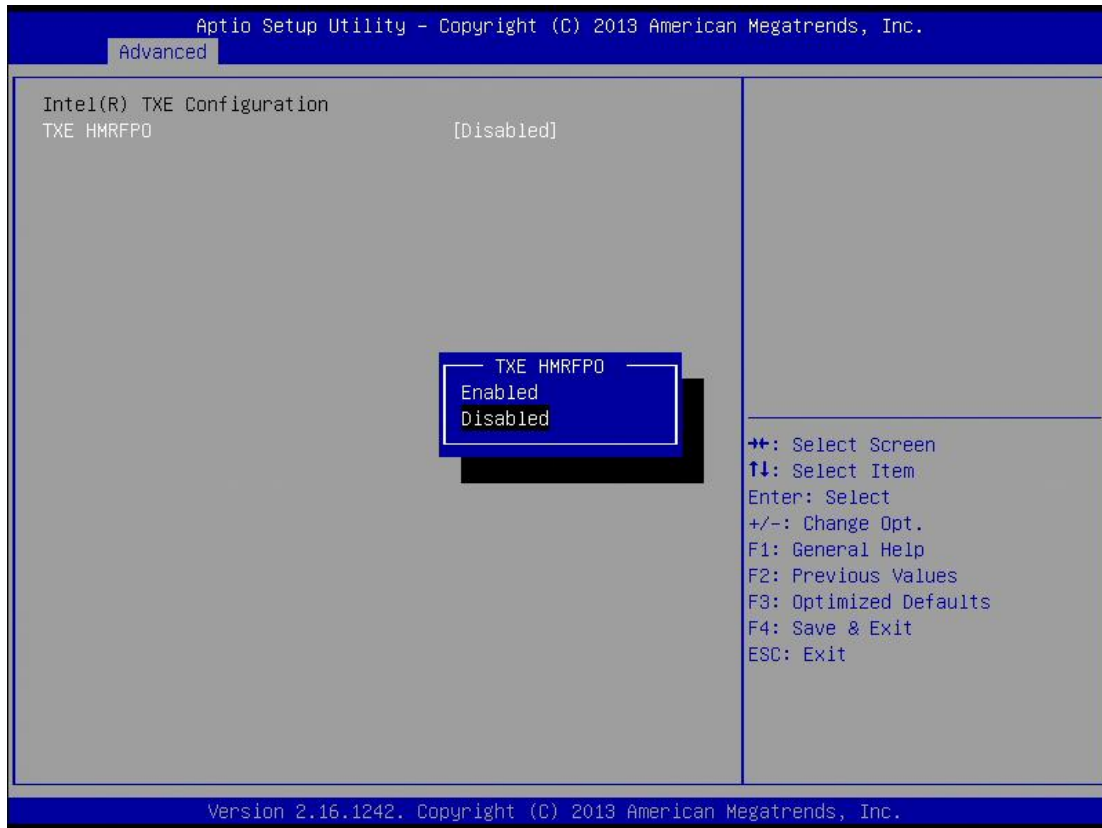 Aptio Setup Utility – Copyright (C) 2013 American Megatrends, Inc.
Advanced
Intel(R) TXE Configuration
TXE HMRFPO [Disabled]
TXE HMRFPO
Enabled
Disabled
→←: Select Screen
↑↓: Select Item
Enter: Select
+/-: Change Opt.
F1: General Help
F2: Previous Values
F3: Optimized Defaults
F4: Save & Exit
ESC: Exit
Version 2.16.1242. Copyright (C) 2013 American Megatrends, Inc.